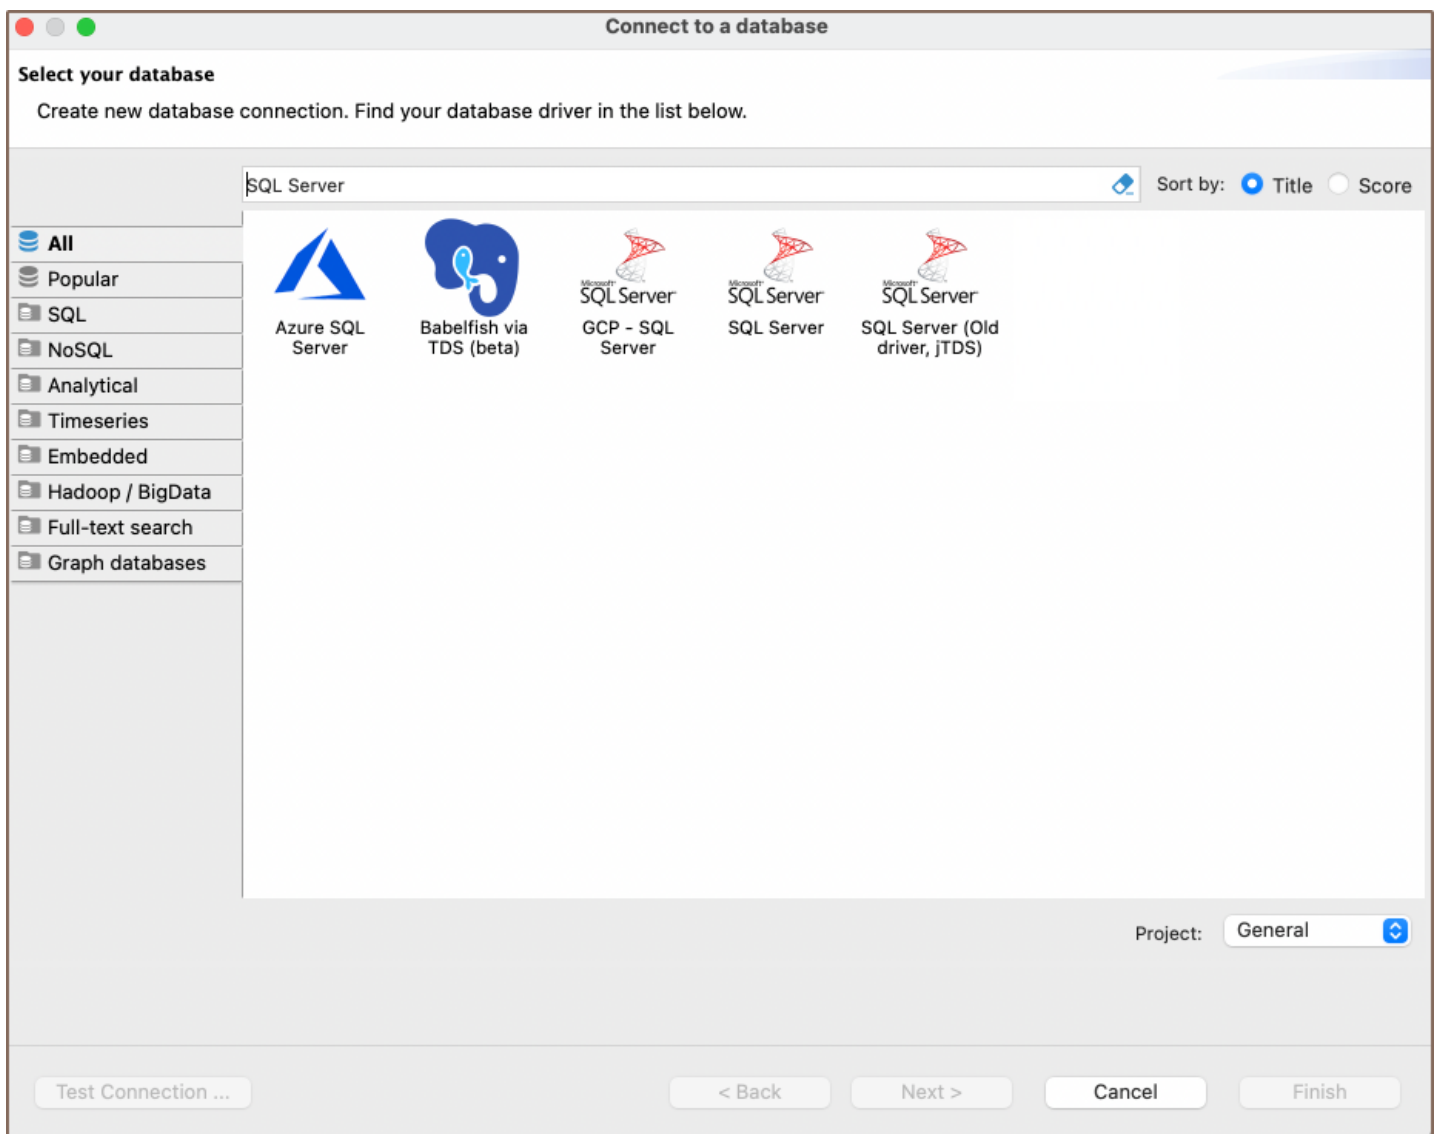 Connect to a database
Select your database
Create new database connection. Find your database driver in the list below.
SQL Server
Sort by:
Title
Score
All
Popular
SQL
NoSQL
Analytical
Timeseries
Embedded
Hadoop / BigData
Full-text search
Graph databases
Azure SQL
Server
Babelfish via
TDS (beta)
Microsoft
SQL Server
GCP - SQL
Server
Microsoft
SQL Server
SQL Server
Microsoft
SQL Server
SQL Server (Old
driver, jTDS)
Project:
General
Test Connection ...
< Back
Next >
Cancel
Finish